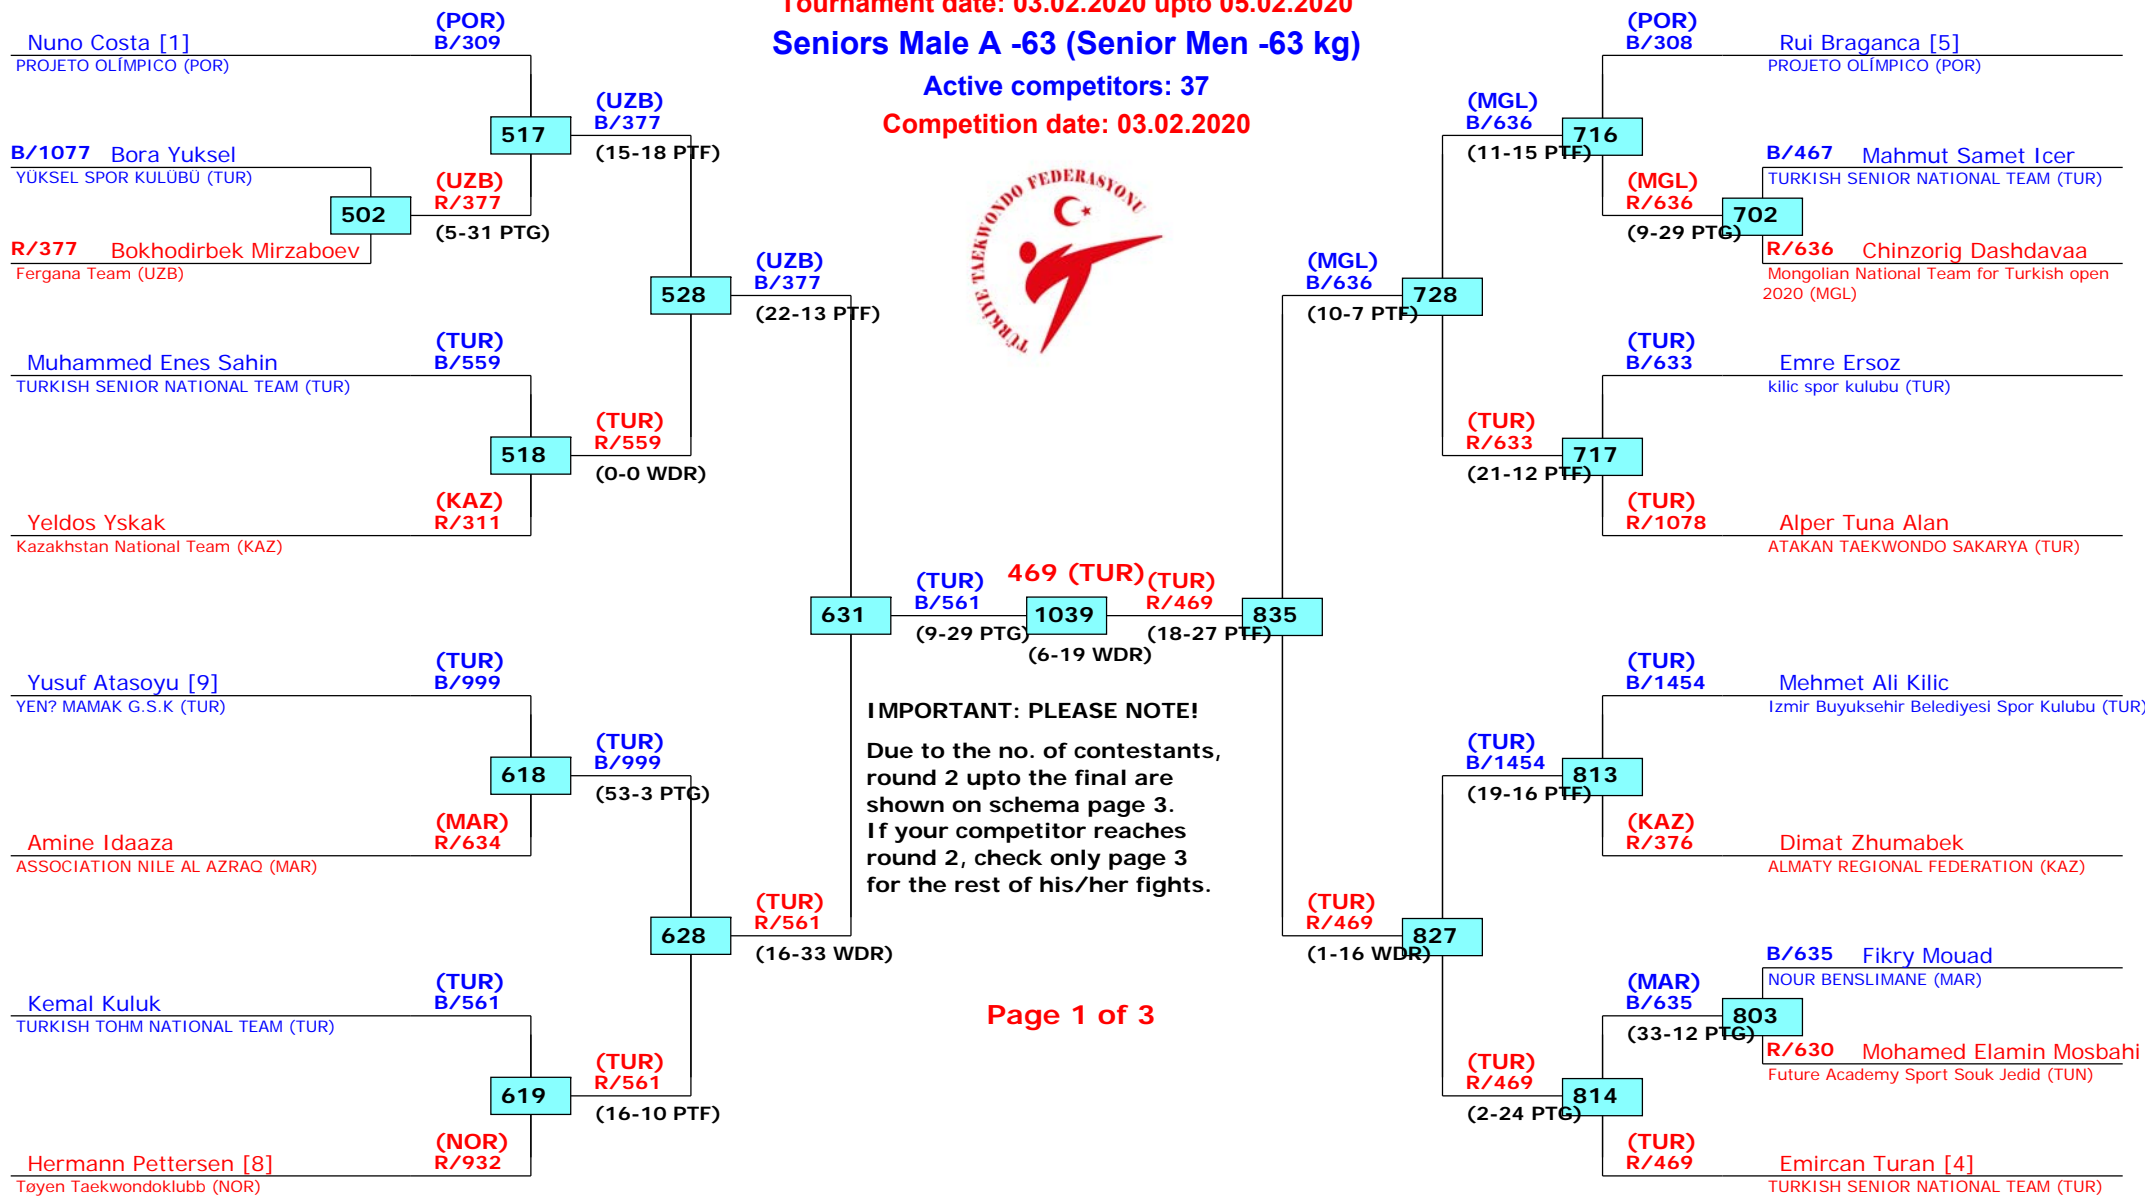 Tournament date: 03.02.2020 upto 05.02.2020
Seniors Male A -63 (Senior Men -63 kg)
Active competitors: 37
Competition date: 03.02.2020
TÜRKİYE TAEKWONDO FEDERASYONU
Nuno Costa [1]
PROJETO OLÍMPICO (POR)
(POR)
B/309
517
(UZB)
B/377
(15-18 PTF)
B/1077 Bora Yuksel
YÜKSEL SPOR KULÜBÜ (TUR)
502
(UZB)
R/377
(5-31 PTG)
R/377 Bokhodirbek Mirzaboev
Fergana Team (UZB)
528
(UZB)
B/377
(22-13 PTF)
Muhammed Enes Sahin
TURKISH SENIOR NATIONAL TEAM (TUR)
(TUR)
B/559
518
(TUR)
R/559
(0-0 WDR)
Yeldos Yskak
Kazakhstan National Team (KAZ)
(KAZ)
R/311
631
(TUR)
B/561
(9-29 PTG)
469 (TUR)
1039
(6-19 WDR)
(TUR)
R/469
(18-27 PTF)
835
Yusuf Atasoyu [9]
YEN? MAMAK G.S.K (TUR)
(TUR)
B/999
618
(TUR)
B/999
(53-3 PTG)
Amine Idaaza
ASSOCIATION NILE AL AZRAQ (MAR)
(MAR)
R/634
628
(TUR)
R/561
(16-33 WDR)
Kemal Kuluk
TURKISH TOHM NATIONAL TEAM (TUR)
(TUR)
B/561
619
(TUR)
R/561
(16-10 PTF)
Hermann Pettersen [8]
Tøyen Taekwondoklubb (NOR)
(NOR)
R/932
IMPORTANT: PLEASE NOTE!
Due to the no. of contestants,
round 2 upto the final are
shown on schema page 3.
If your competitor reaches
round 2, check only page 3
for the rest of his/her fights.
Page 1 of 3
(POR)
B/308
Rui Braganca [5]
PROJETO OLÍMPICO (POR)
(MGL)
B/636
(11-15 PTF)
716
B/467 Mahmut Samet Icer
TURKISH SENIOR NATIONAL TEAM (TUR)
(MGL)
R/636
(9-29 PTG)
702
R/636 Chinzorig Dashdavaa
Mongolian National Team for Turkish open
2020 (MGL)
(MGL)
B/636
(10-7 PTF)
728
(TUR)
B/633
Emre Ersoz
kilic spor kulubu (TUR)
(TUR)
R/633
(21-12 PTF)
717
(TUR)
R/1078
Alper Tuna Alan
ATAKAN TAEKWONDO SAKARYA (TUR)
(TUR)
B/1454
Mehmet Ali Kilic
Izmir Buyuksehir Belediyesi Spor Kulubu (TUR)
(TUR)
B/1454
(19-16 PTF)
813
(KAZ)
R/376
Dimat Zhumabek
ALMATY REGIONAL FEDERATION (KAZ)
(TUR)
R/469
(1-16 WDR)
827
B/635 Fikry Mouad
NOUR BENSLIMANE (MAR)
(MAR)
B/635
(33-12 PTG)
803
R/630 Mohamed Elamin Mosbahi
Future Academy Sport Souk Jedid (TUN)
(TUR)
R/469
(2-24 PTG)
814
(TUR)
R/469
Emircan Turan [4]
TURKISH SENIOR NATIONAL TEAM (TUR)